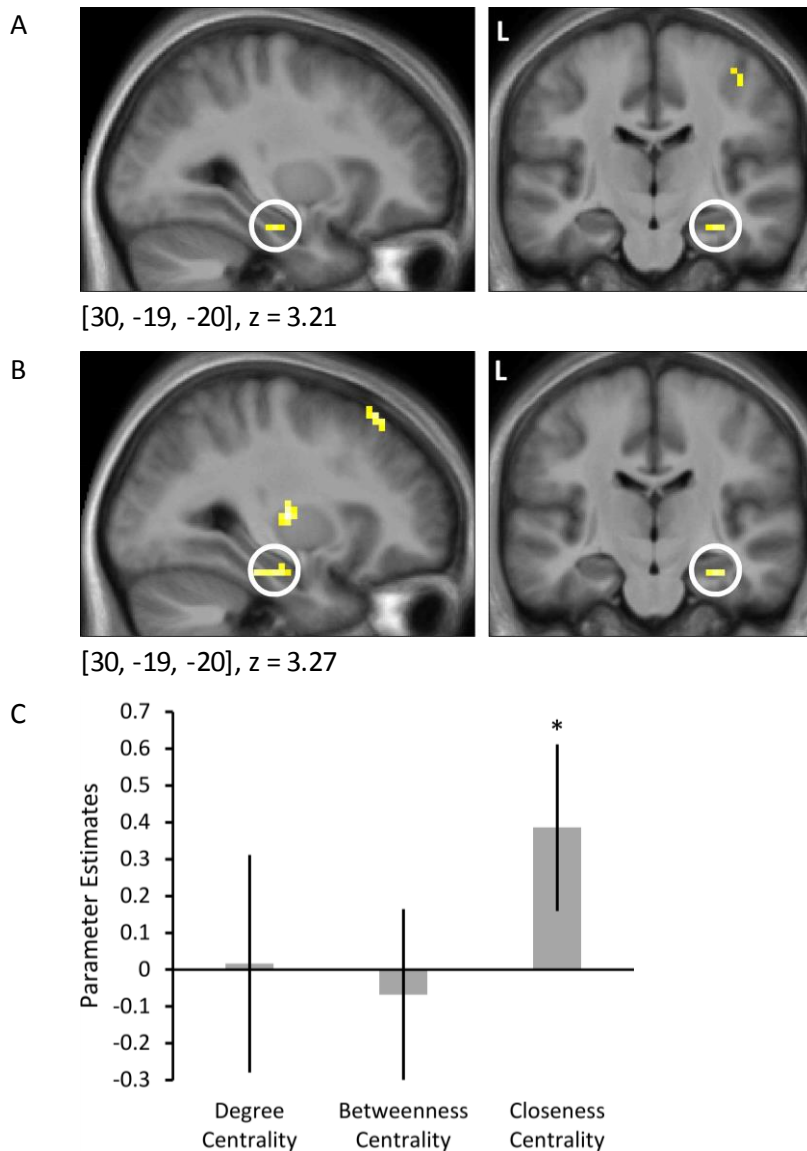 A
L
[30, -19, -20], z = 3.21
B
L
[30, -19, -20], z = 3.27
C
0.7
0.6
0.5
0.4
0.3
0.2
0.1
0
-0.1
-0.2
-0.3
Parameter Estimates
*
Degree Betweenness Closeness
Centrality Centrality Centrality